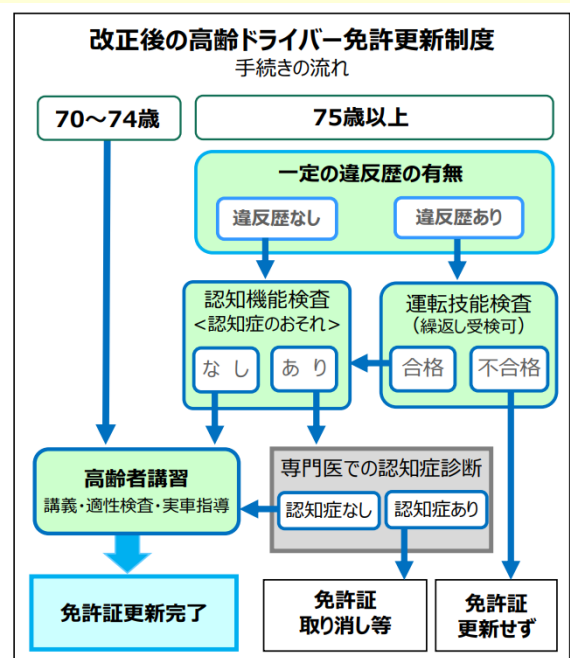 改正後の高齢ドライバー免許更新制度
手続きの流れ
70～74歳
75歳以上
一定の違反歴の有無
違反歴なし
違反歴あり
認知機能検査
<認知症のおそれ>
なし
あり
運転技能検査
(繰返し受検可)
合格
不合格
高齢者講習
講義・適性検査・実車指導
専門医での認知症診断
認知症なし
認知症あり
免許証更新完了
免許証
取り消し等
免許証
更新せず